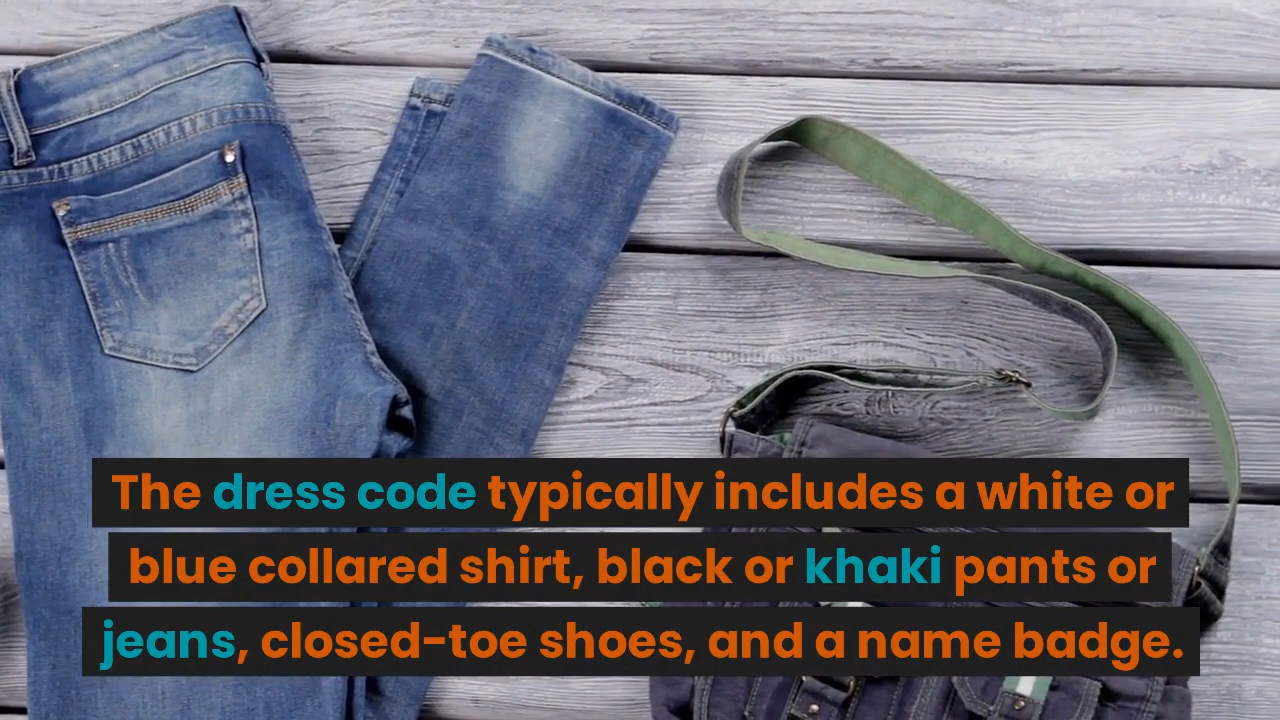 The dress code typically includes a white or
blue collared shirt, black or khaki pants or
jeans, closed-toe shoes, and a name badge.